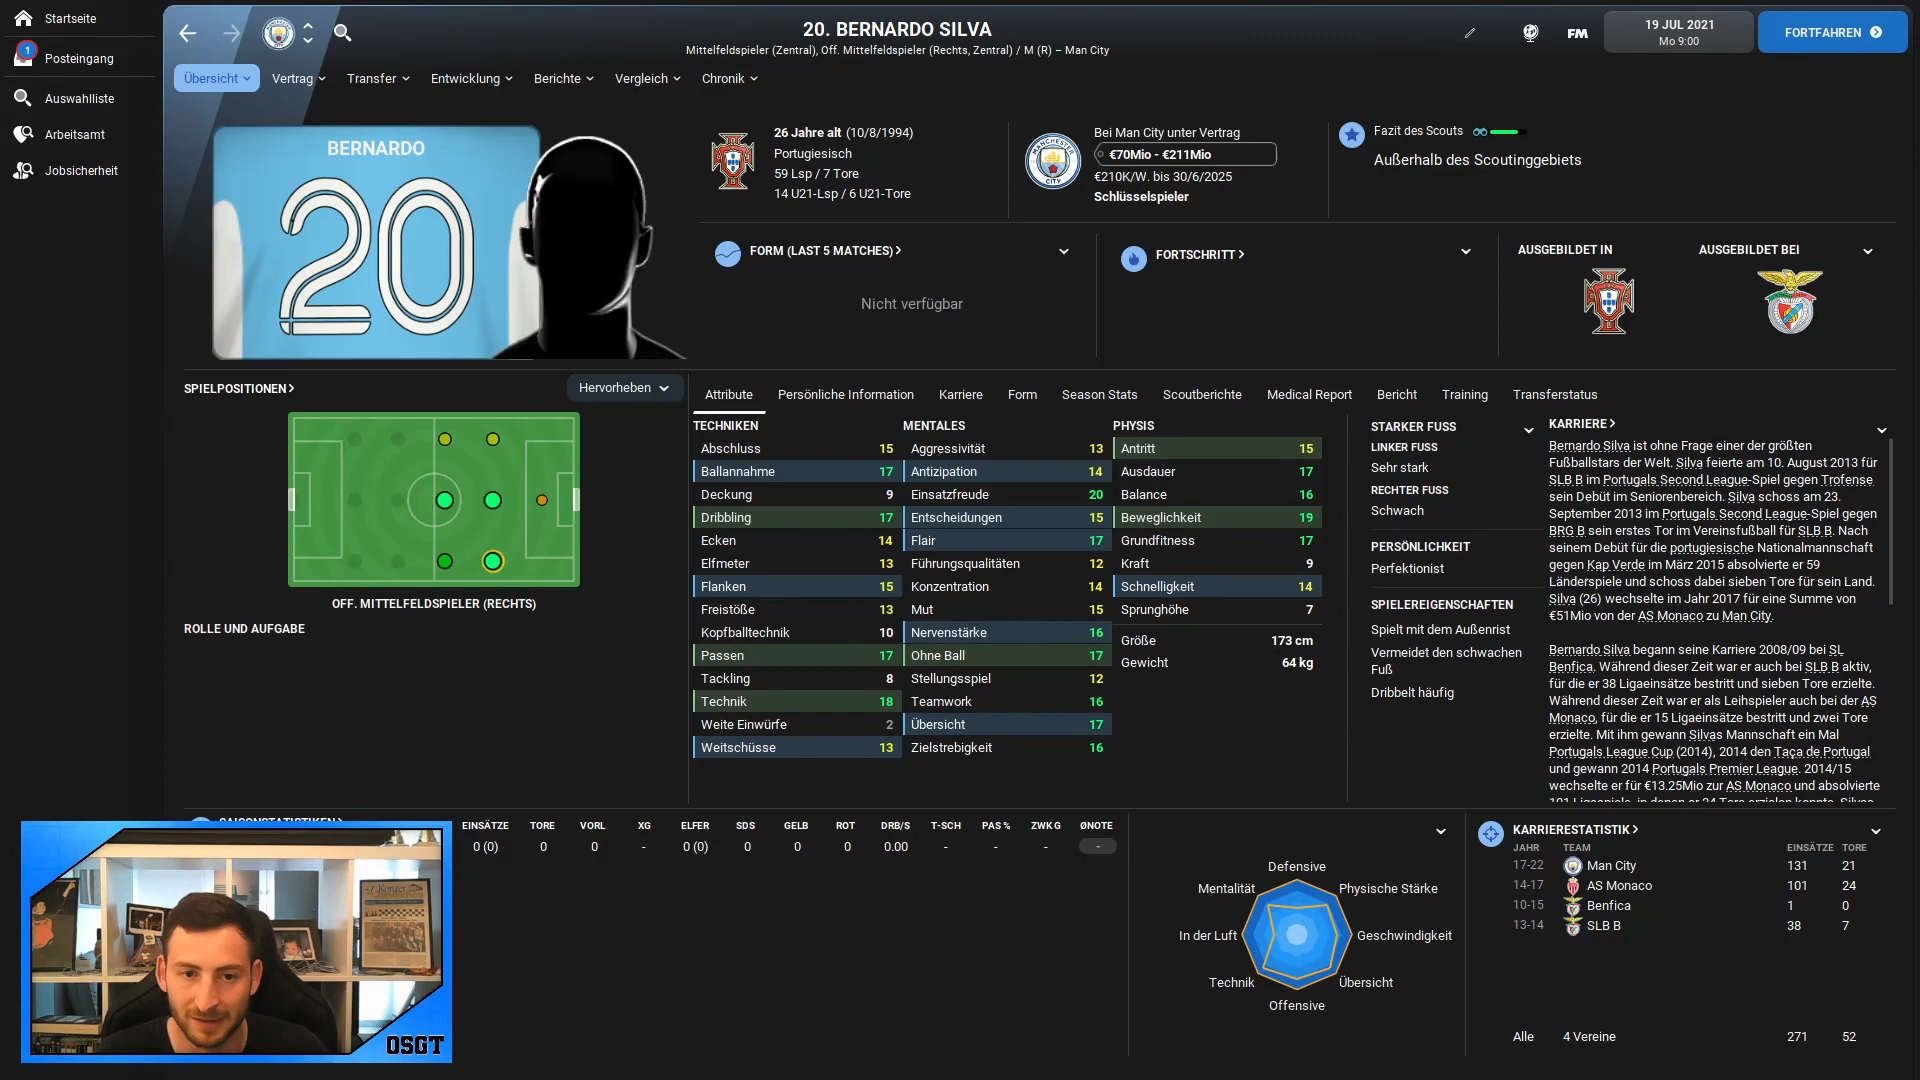 Startseite
1
Posteingang
Auswahlliste
Arbeitsamt
Jobsicherheit
20. BERNARDO SILVA
Mittelfeldspieler (Zentral), Off. Mittelfeldspieler (Rechts, Zentral) / M (R) – Man City
FM
19 JUL 2021
Mo 9:00
FORTFAHREN
Übersicht
Vertrag
Transfer
Entwicklung
Berichte
Vergleich
Chronik
BERNARDO
20
26 Jahre alt (10/8/1994)
Portugiesisch
59 Lsp / 7 Tore
14 U21-Lsp / 6 U21-Tore
MANCHESTER
CITY
Bei Man City unter Vertrag
€70Mio - €211Mio
€210K/W. bis 30/6/2025
Schlüsselspieler
Fazit des Scouts
Außerhalb des Scoutinggebiets
FORM (LAST 5 MATCHES)
Nicht verfügbar
FORTSCHRITT
AUSGEBILDET IN
AUSGEBILDET BEI
SPIELPOSITIONEN
Hervorheben
OFF. MITTELFELDSPIELER (RECHTS)
ROLLE UND AUFGABE
Attribute
Persönliche Information
Karriere
Form
Season Stats
Scoutberichte
Medical Report
Bericht
Training
Transferstatus
TECHNIKEN
Abschluss 15
Ballannahme 17
Deckung 9
Dribbling 17
Ecken 14
Elfmeter 13
Flanken 15
Freistöße 13
Kopfballtechnik 10
Passen 17
Tackling 8
Technik 18
Weite Einwürfe 2
Weitschüsse 13
MENTALES
Aggressivität 13
Antizipation 14
Einsatzfreude 20
Entscheidungen 15
Flair 17
Führungsqualitäten 12
Konzentration 14
Mut 15
Nervenstärke 16
Ohne Ball 17
Stellungsspiel 12
Teamwork 16
Übersicht 17
Zielstrebigkeit 16
PHYSIS
Antritt 15
Ausdauer 17
Balance 16
Beweglichkeit 19
Grundfitness 17
Kraft 9
Schnelligkeit 14
Sprunghöhe 7
Größe 173 cm
Gewicht 64 kg
STARKER FUSS
LINKER FUSS
Sehr stark
RECHTER FUSS
Schwach
PERSÖNLICHKEIT
Perfektionist
SPIELEREIGENSCHAFTEN
Spielt mit dem Außenrist
Vermeidet den schwachen
Fuß
Dribbelt häufig
KARRIERE
Bernardo Silva ist ohne Frage einer der größten
Fußballstars der Welt. Silva feierte am 10. August 2013 für
SLB B im Portugals Second League-Spiel gegen Trofense
sein Debüt im Seniorenbereich. Silva schoss am 23.
September 2013 im Portugals Second League-Spiel gegen
BRG B sein erstes Tor im Vereinsfußball für SLB B. Nach
seinem Debüt für die portugiesische Nationalmannschaft
gegen Kap Verde im März 2015 absolvierte er 59
Länderspiele und schoss dabei sieben Tore für sein Land.
Silva (26) wechselte im Jahr 2017 für eine Summe von
€51Mio von der AS Monaco zu Man City.
Bernardo Silva begann seine Karriere 2008/09 bei SL
Benfica. Während dieser Zeit war er auch bei SLB B aktiv,
für die er 38 Ligaeinsätze bestritt und sieben Tore erzielte.
Während dieser Zeit war er als Leihspieler auch bei der AS
Monaco, für die er 15 Ligaeinsätze bestritt und zwei Tore
erzielte. Mit ihm gewann Silvas Mannschaft ein Mal
Portugals League Cup (2014), 2014 den Taça de Portugal
und gewann 2014 Portugals Premier League. 2014/15
wechselte er für €13.25Mio zur AS Monaco und absolvierte
101 Ligaspiele, in denen er 24 Tore erzielen konnte. Silvas
SAISONSTATISTIKEN
EINSÄTZE TORE VORL XG ELFER SDS GELB ROT DRB/S T-SCH PAS % ZWK G ØNOTE
0 (0) 0 0 - 0 (0) 0 0 0 0.00 - - - -
Defensive
Mentalität
Physische Stärke
In der Luft
Geschwindigkeit
Technik
Übersicht
Offensive
KARRIERESTATISTIK
JAHR TEAM EINSÄTZE TORE
17-22 Man City 131 21
14-17 AS Monaco 101 24
10-15 Benfica 1 0
13-14 SLB B 38 7
Alle 4 Vereine 271 52
OSGT